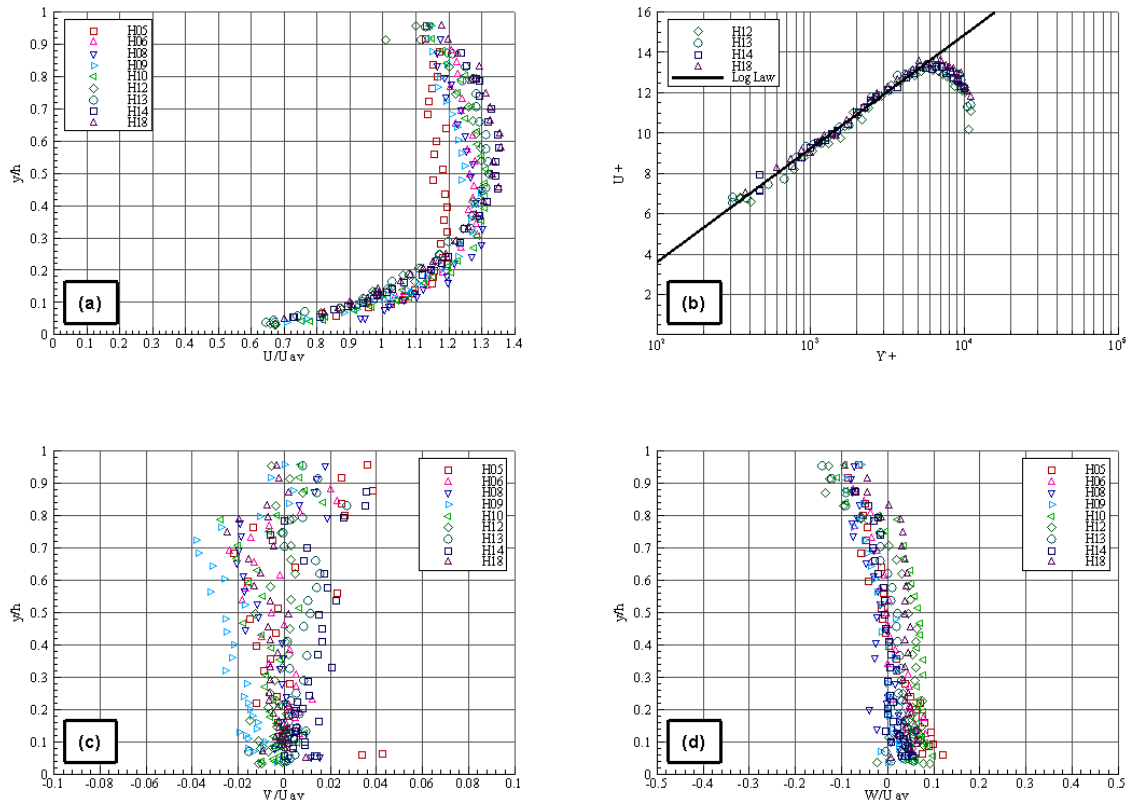 1
0.9
0.8
0.7
0.6
0.5
0.4
0.3
0.2
0.1
0
y/h
H05
H06
H08
H09
H10
H12
H13
H14
H18
(a)
0 0.1 0.2 0.3 0.4 0.5 0.6 0.7 0.8 0.9 1 1.1 1.2 1.3 1.4
U/Uav
16
14
12
10
8
6
4
2
U+
H12
H13
H14
H18
Log Law
(b)
10² 10³ 10⁴ 10⁵
Y+
1
0.9
0.8
0.7
0.6
0.5
0.4
0.3
0.2
0.1
0
y/h
H05
H06
H08
H09
H10
H12
H13
H14
H18
(c)
-0.1 -0.08 -0.06 -0.04 -0.02 0 0.02 0.04 0.06 0.08 0.1
V/Uav
1
0.9
0.8
0.7
0.6
0.5
0.4
0.3
0.2
0.1
0
y/h
H05
H06
H08
H09
H10
H12
H13
H14
H18
(d)
-0.5 -0.4 -0.3 -0.2 -0.1 0 0.1 0.2 0.3 0.4 0.5
W/Uav